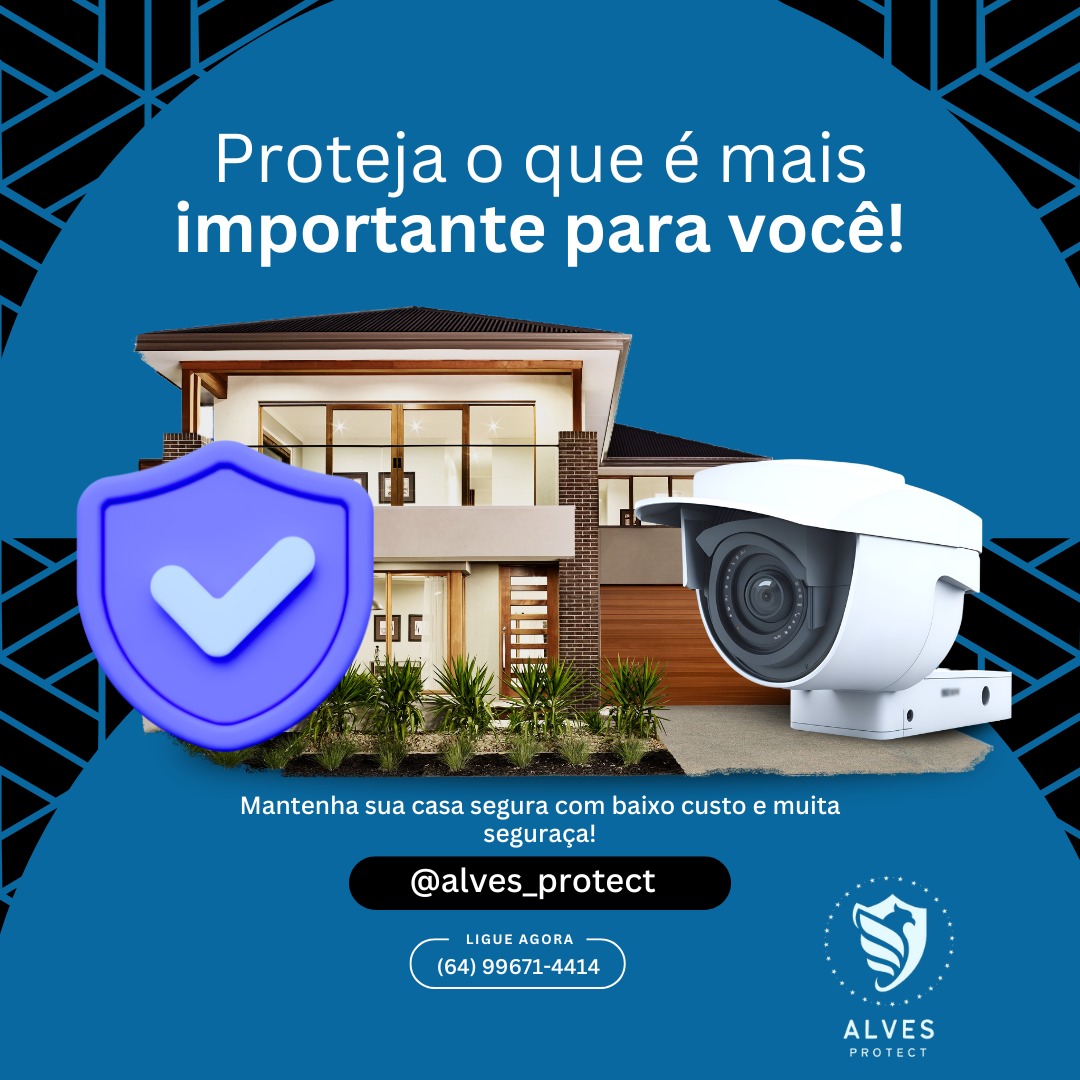 Proteja o que é mais
importante para você!
Mantenha sua casa segura com baixo custo e muita
seguraça!
@alves_protect
LIGUE AGORA
(64) 99671-4414
ALVES
PROTECT